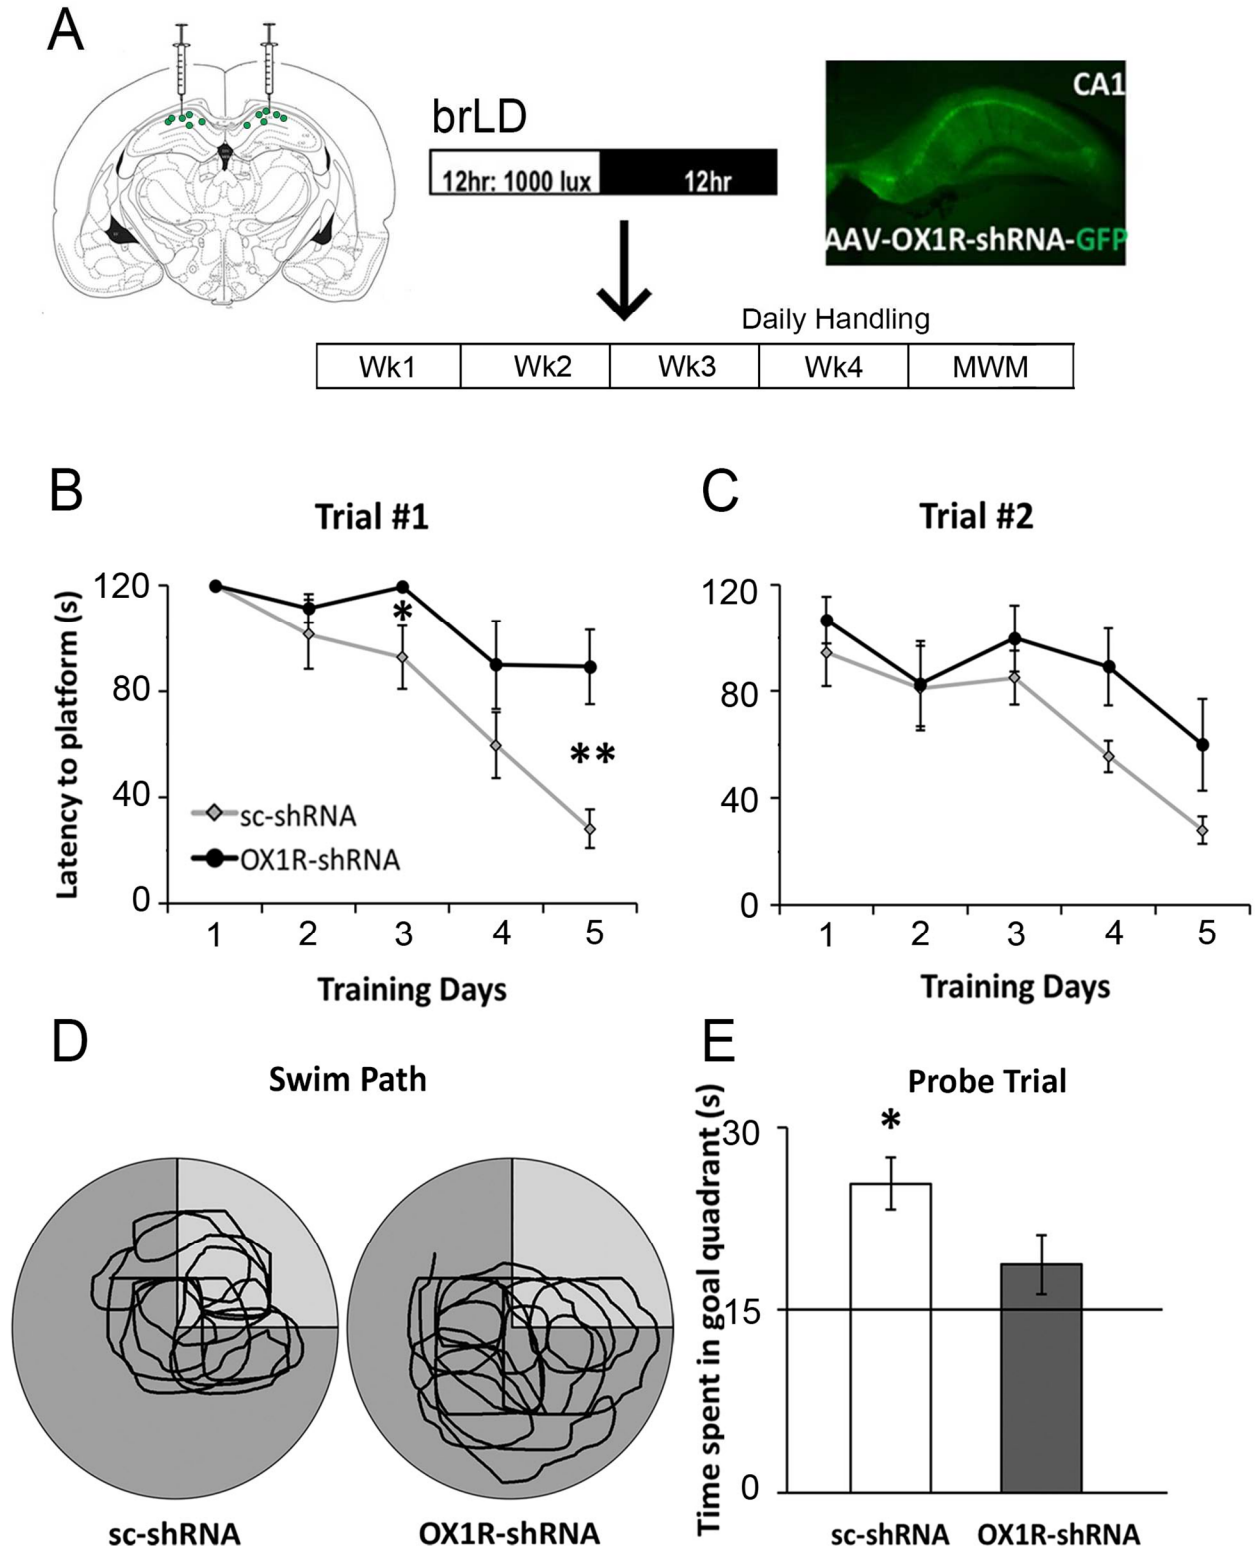 A
brLD
12hr: 1000 lux 12hr
CA1
AAV-OX1R-shRNA-GFP
Daily Handling
Wk1 Wk2 Wk3 Wk4 MWM
B
Trial #1
Latency to platform (s)
120
80
40
0
sc-shRNA
OX1R-shRNA
*
**
1 2 3 4 5
Training Days
C
Trial #2
120
80
40
0
1 2 3 4 5
Training Days
D
Swim Path
sc-shRNA OX1R-shRNA
E
Probe Trial
Time spent in goal quadrant (s)
*
30
15
0
sc-shRNA OX1R-shRNA